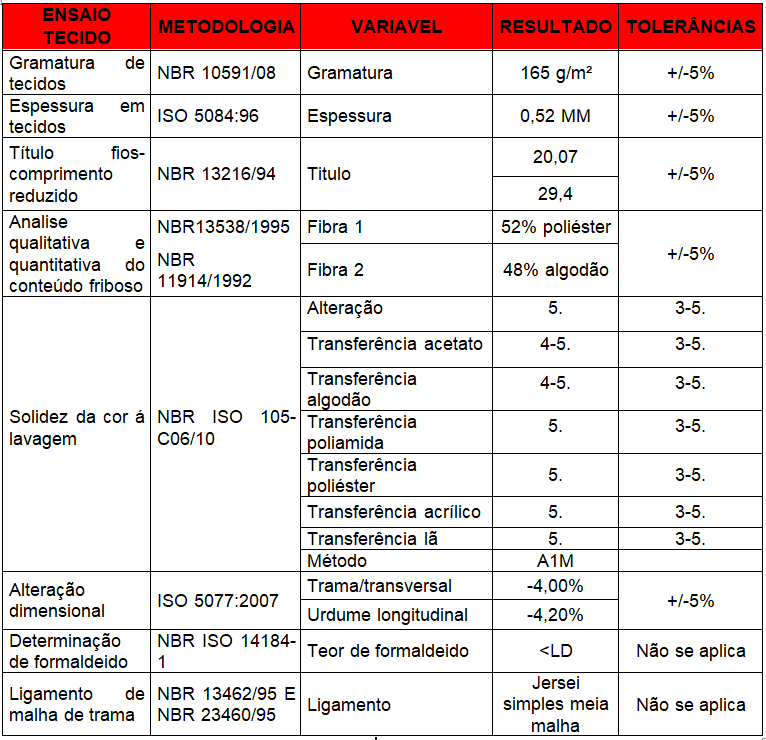 ENSAIO
TECIDO
METODOLOGIA
VARIAVEL
RESULTADO
TOLERÂNCIAS
Gramatura de
tecidos
NBR 10591/08
Gramatura
165 g/m²
+/-5%
Espessura em
tecidos
ISO 5084:96
Espessura
0,52 MM
+/-5%
Título fios-
comprimento
reduzido
NBR 13216/94
Titulo
20,07
29,4
+/-5%
Analise
qualitativa e
quantitativa do
conteúdo friboso
NBR13538/1995
NBR
11914/1992
Fibra 1
52% poliéster
Fibra 2
48% algodão
+/-5%
Solidez da cor á
lavagem
NBR ISO 105-
C06/10
Alteração
5.
3-5.
Transferência acetato
4-5.
3-5.
Transferência
algodão
4-5.
3-5.
Transferência
poliamida
5.
3-5.
Transferência
poliéster
5.
3-5.
Transferência acrílico
5.
3-5.
Transferência lã
5.
3-5.
Método
A1M
Alteração
dimensional
ISO 5077:2007
Trama/transversal
-4,00%
Urdume longitudinal
-4,20%
+/-5%
Determinação
de formaldeido
NBR ISO 14184-
1
Teor de formaldeido
<LD
Não se aplica
Ligamento de
malha de trama
NBR 13462/95 E
NBR 23460/95
Ligamento
Jersei
simples meia
malha
Não se aplica